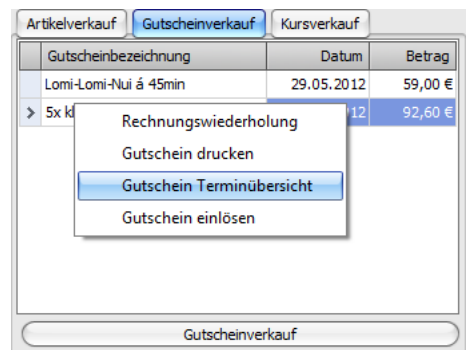 Artikelverkauf Gutscheinverkauf Kursverkauf
Gutscheinbezeichnung Datum Betrag
Lomi-Lomi-Nui á 45min 29.05.2012 59,00 €
5x 12 92,60 €
Rechnungswiederholung
Gutschein drucken
Gutschein Terminübersicht
Gutschein einlösen
Gutscheinverkauf